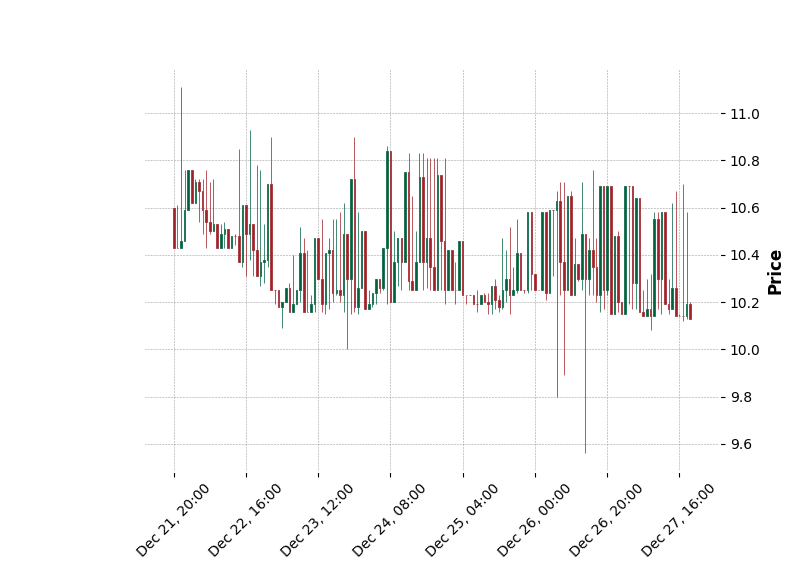 11.0
10.8
10.6
10.4
10.2
10.0
9.8
9.6
Price
Dec 21, 20:00
Dec 22, 16:00
Dec 23, 12:00
Dec 24, 08:00
Dec 25, 04:00
Dec 26, 00:00
Dec 26, 20:00
Dec 27, 16:00